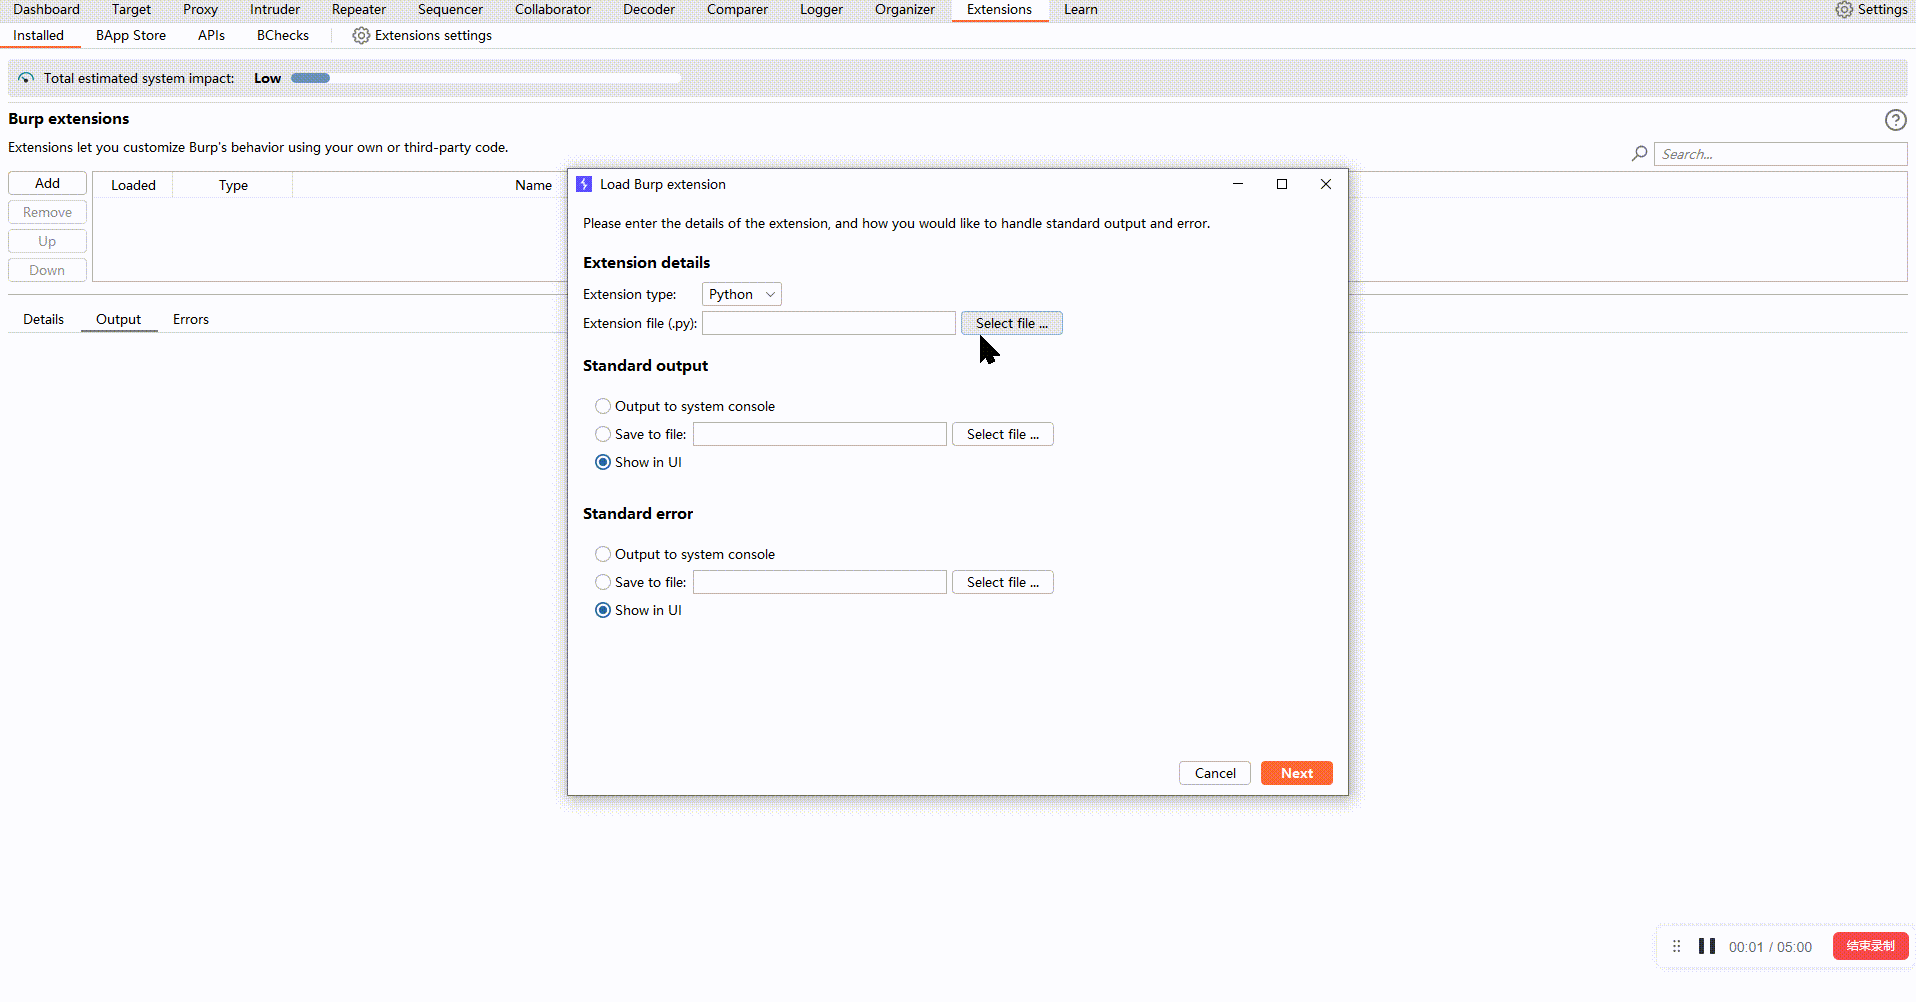 Dashboard Target Proxy Intruder Repeater Sequencer Collaborator Decoder Comparer Logger Organizer Extensions Learn Settings
Installed BApp Store APIs BChecks Extensions settings
Total estimated system impact: Low
Burp extensions
Extensions let you customize Burp's behavior using your own or third-party code.
Search...
Add
Remove
Up
Down
Loaded Type Name
Details Output Errors
Load Burp extension
Please enter the details of the extension, and how you would like to handle standard output and error.
Extension details
Extension type: Python
Extension file (.py): Select file ...
Standard output
Output to system console
Save to file: Select file ...
Show in UI
Standard error
Output to system console
Save to file: Select file ...
Show in UI
Cancel Next
00:01 / 05:00 结束录制